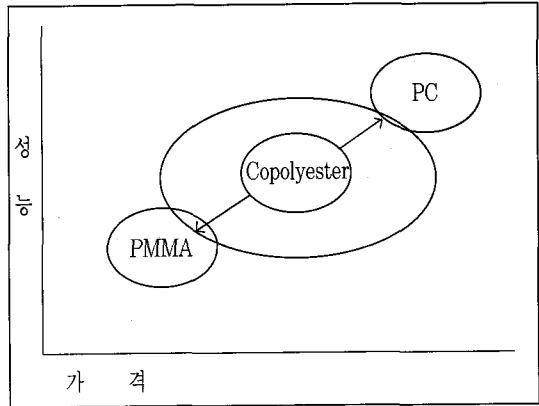 PC
성
Copolyester
능
PMMA
가 격